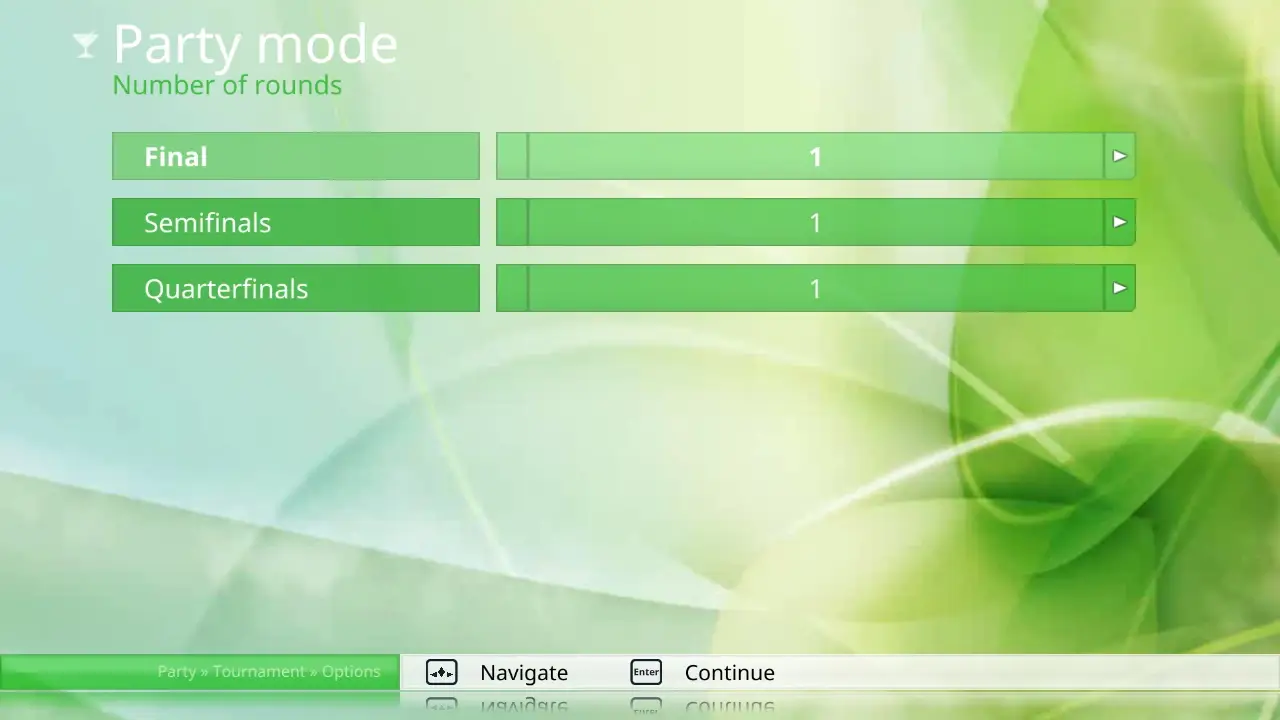 Party mode
Number of rounds
Final 1
Semifinals 1
Quarterfinals 1
Party » Tournament » Options Navigate Enter Continue